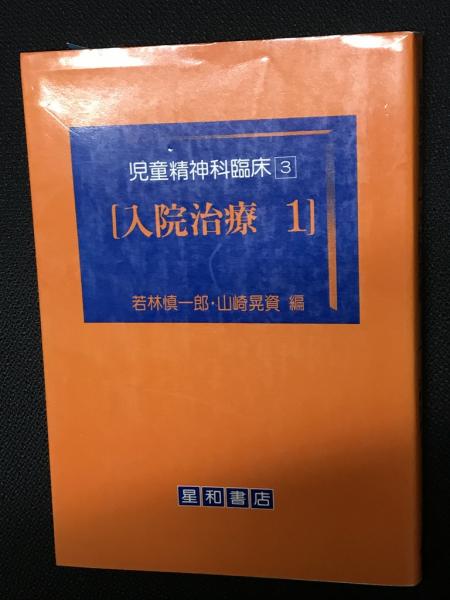 児童精神科臨床3
[入院治療 1]
若林慎一郎・山崎晃資 編
星和書店